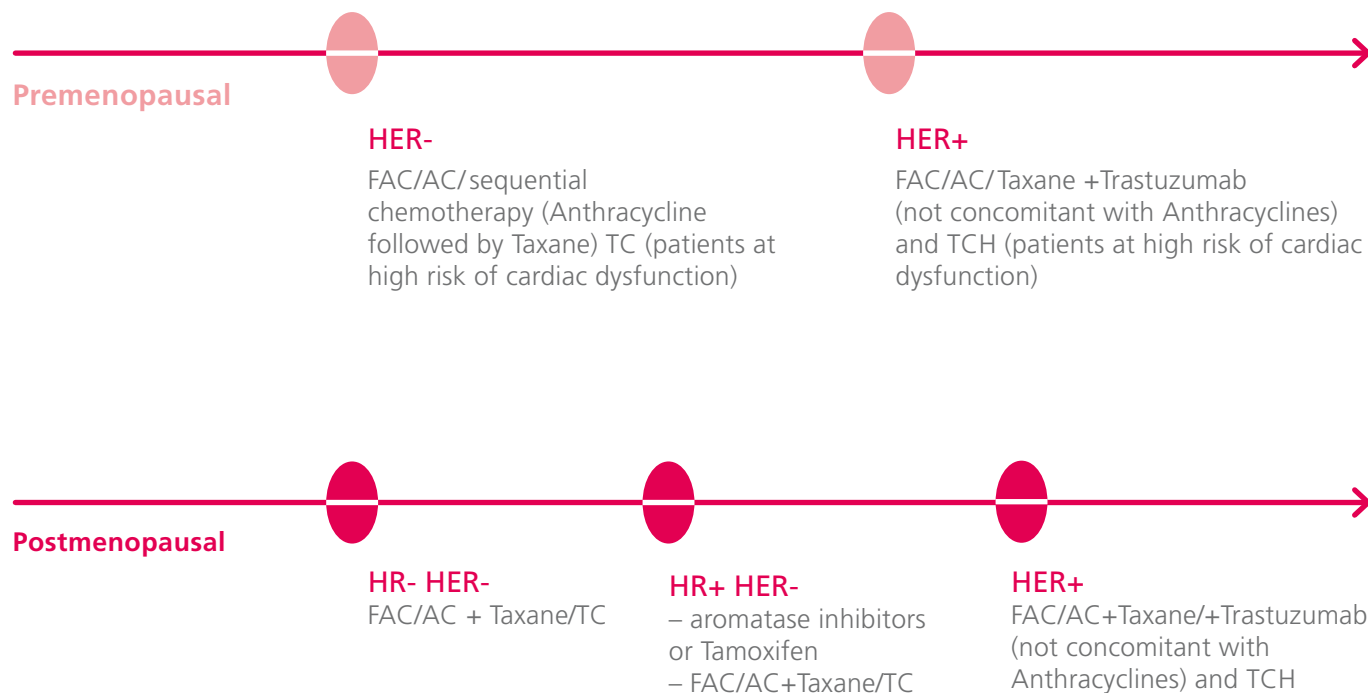 Premenopausal
HER-
FAC/AC/sequential
chemotherapy (Anthracycline
followed by Taxane) TC (patients at
high risk of cardiac dysfunction)
HER+
FAC/AC/Taxane +Trastuzumab
(not concomitant with Anthracyclines)
and TCH (patients at high risk of cardiac
dysfunction)
Postmenopausal
HR- HER-
FAC/AC + Taxane/TC
HR+ HER-
– aromatase inhibitors
or Tamoxifen
– FAC/AC+Taxane/TC
HER+
FAC/AC+Taxane/+Trastuzumab
(not concomitant with
Anthracyclines) and TCH